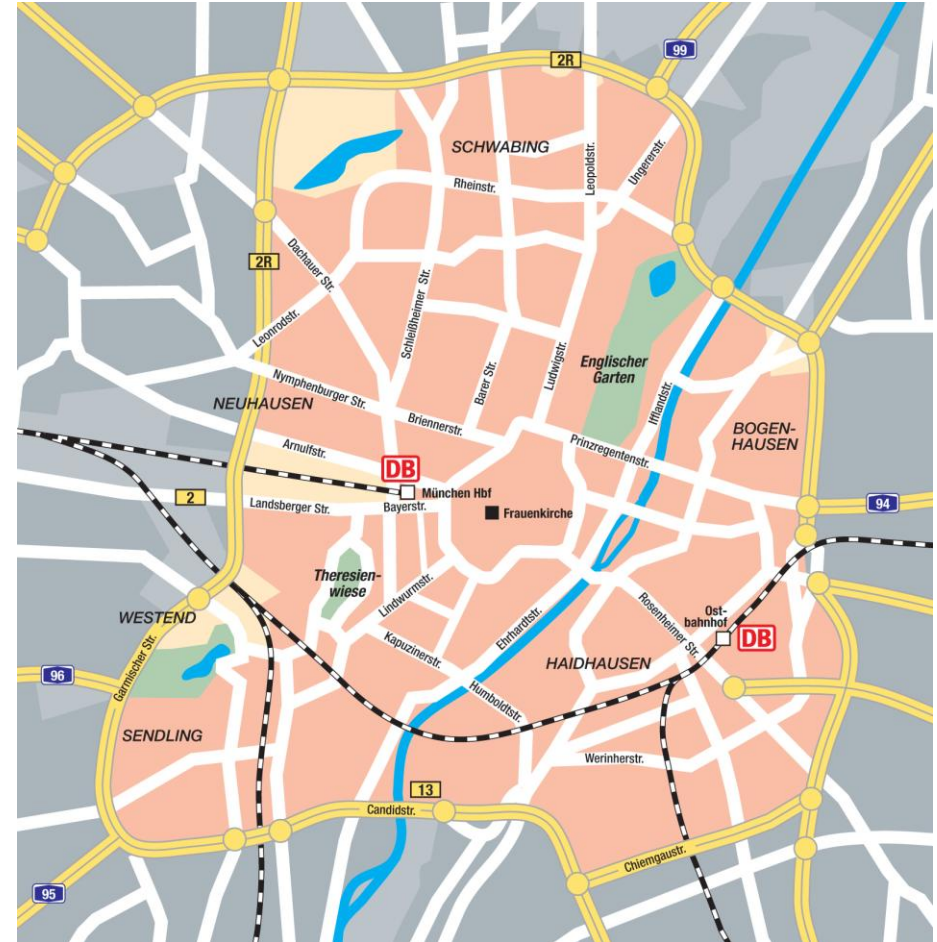 99
2R
SCHWABING
Rheinstr.
Leopoldstr.
Ungererstr.
2R
Dachauer Str.
Schleißheimer Str.
Leonrodstr.
Nymphenburger Str.
Barer Str.
Ludwigstr.
Englischer
Garten
Ifflandstr.
NEUHAUSEN
Briennerstr.
Prinzregentenstr.
BOGEN-
HAUSEN
Arnulfstr.
DB
München Hbf
2
Landsberger Str.
Bayerstr.
Frauenkirche
94
Theresien-
wiese
Lindwurmstr.
WESTEND
Kapuzinerstr.
Ehrhardtstr.
Rosenheimer Str.
Ost-
bahnhof
DB
HAIDHAUSEN
96
Garmischer Str.
Humboldtstr.
SENDLING
Werinherstr.
13
Candidstr.
Chiemgaustr.
95